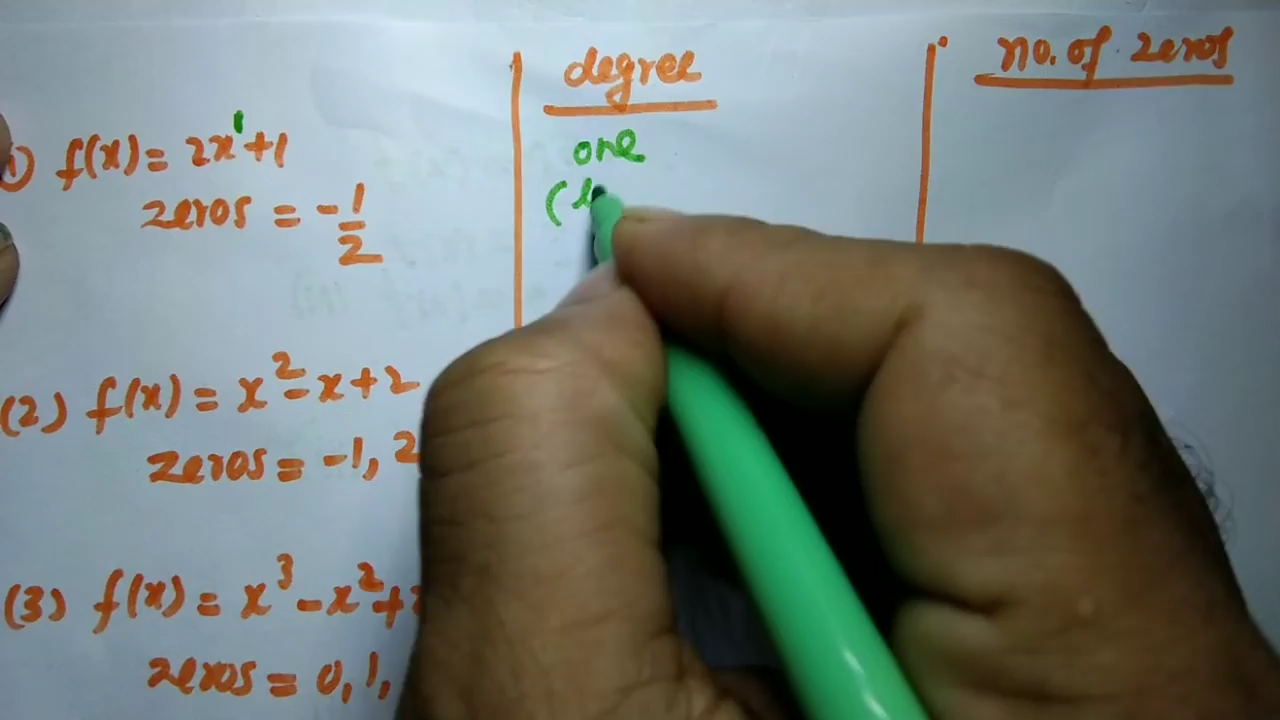 degree
no. of zeros
1) f(x) = 2x¹+1
one
zeros = -1/2
(2) f(x) = x²-x+2
zeros = -1, 2
(3) f(x) = x³-x²+
zeros = 0, 1,